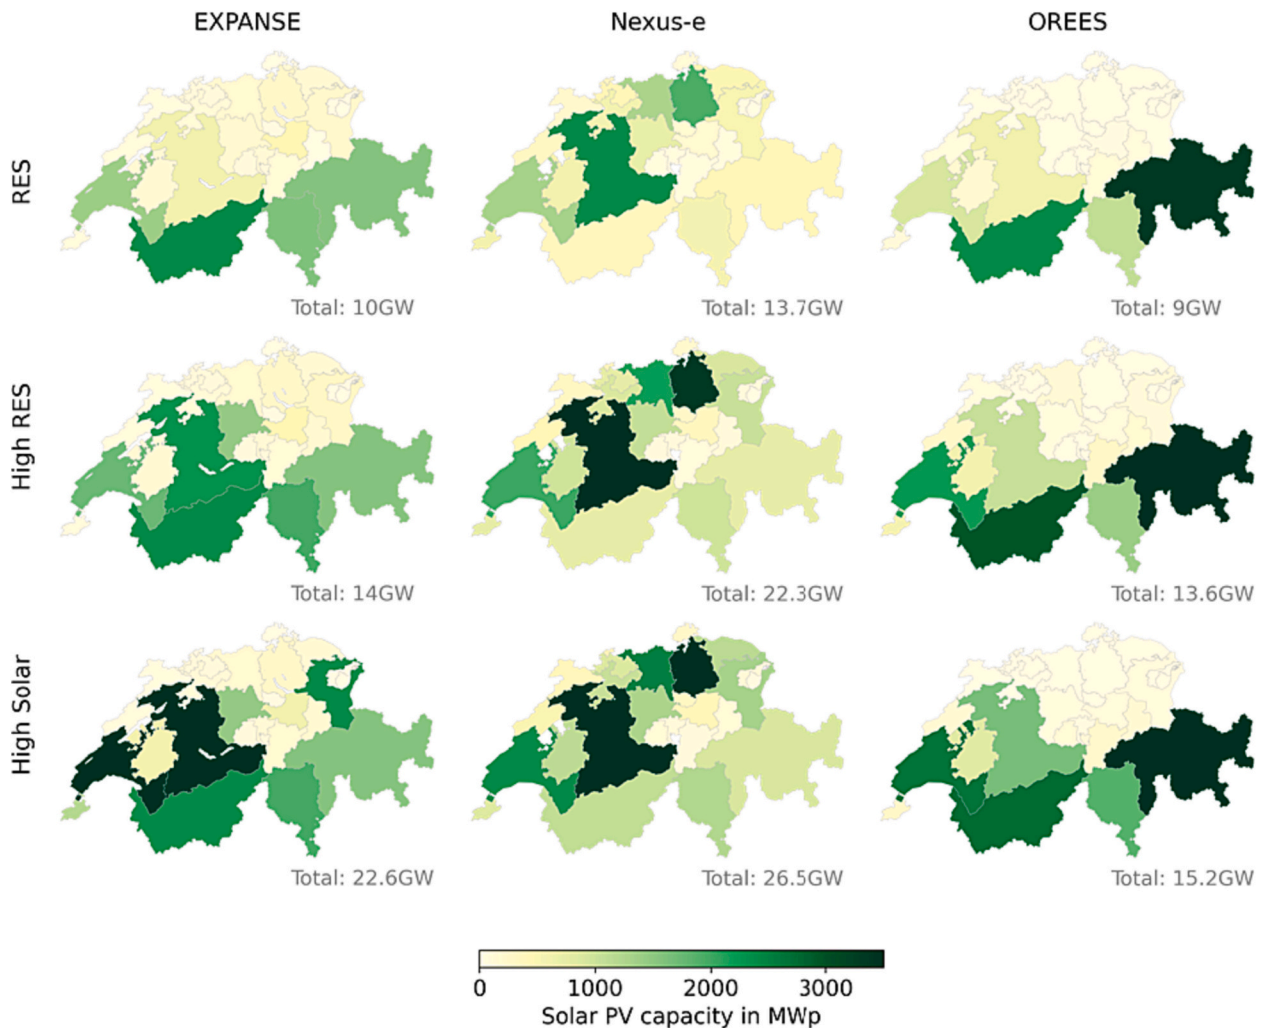 EXPANSE Nexus-e OREES
RES
Total: 10GW Total: 13.7GW Total: 9GW
High RES
Total: 14GW Total: 22.3GW Total: 13.6GW
High Solar
Total: 22.6GW Total: 26.5GW Total: 15.2GW
0 1000 2000 3000
Solar PV capacity in MWp